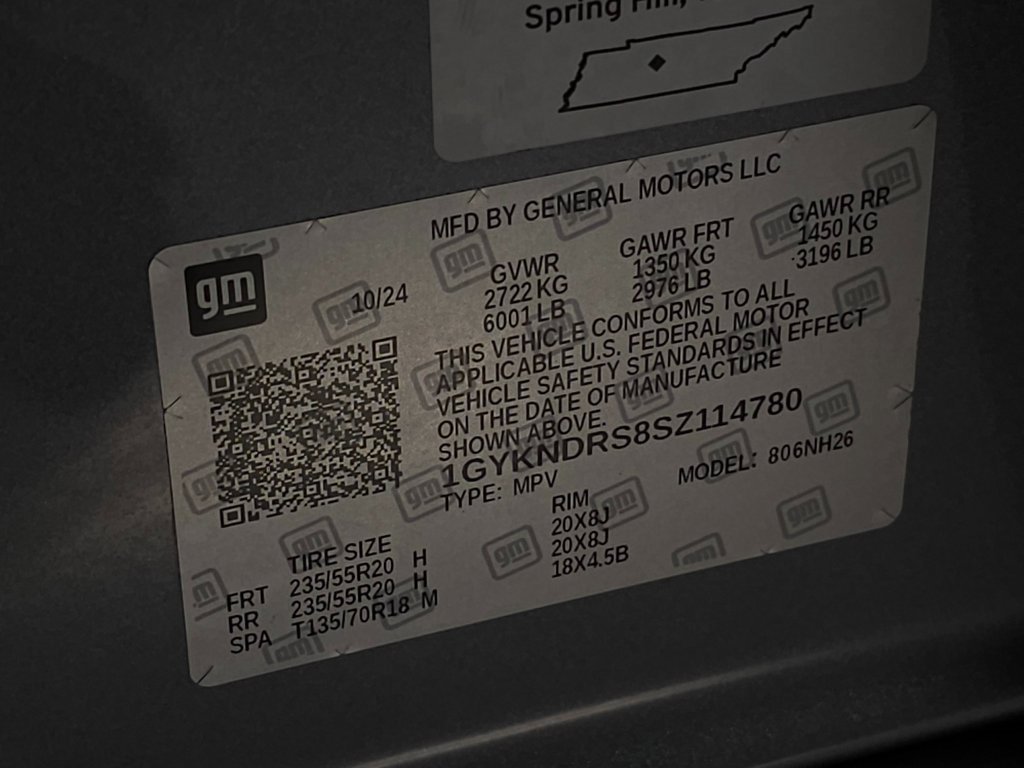 Spring Hill,
MFD BY GENERAL MOTORS LLC
gm
10/24
GVWR GAWR FRT GAWR RR
2722 KG 1350 KG 1450 KG
6001 LB 2976 LB 3196 LB
THIS VEHICLE CONFORMS TO ALL
APPLICABLE U.S. FEDERAL MOTOR
VEHICLE SAFETY STANDARDS IN EFFECT
ON THE DATE OF MANUFACTURE
SHOWN ABOVE.
1GYKNDRS8SZ114780
TYPE: MPV MODEL: 806NH26
TIRE SIZE RIM
FRT 235/55R20 H 20X8J
RR 235/55R20 H 20X8J
SPA T135/70R18 M 18X4.5B